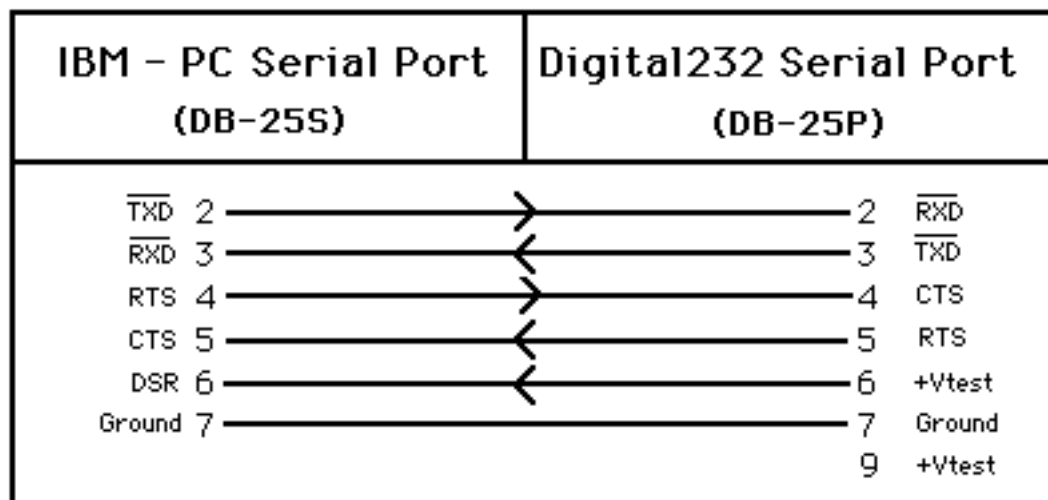 IBM - PC Serial Port Digital232 Serial Port
(DB-25S) (DB-25P)
TXD 2 2 RXD
RXD 3 3 TXD
RTS 4 4 CTS
CTS 5 5 RTS
DSR 6 6 +Vtest
Ground 7 7 Ground
9 +Vtest